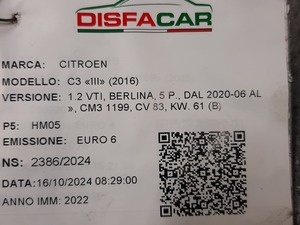 DISFACAR
MARCA: CITROEN
MODELLO: C3 «III» (2016)
VERSIONE: 1.2 VTI, BERLINA, 5 P., DAL 2020-06 AL
», CM3 1199, CV 83, KW. 61 (B)
P5: HM05
EMISSIONE: EURO 6
NS: 2386/2024
DATA:16/10/2024 08:29:00
ANNO IMM: 2022